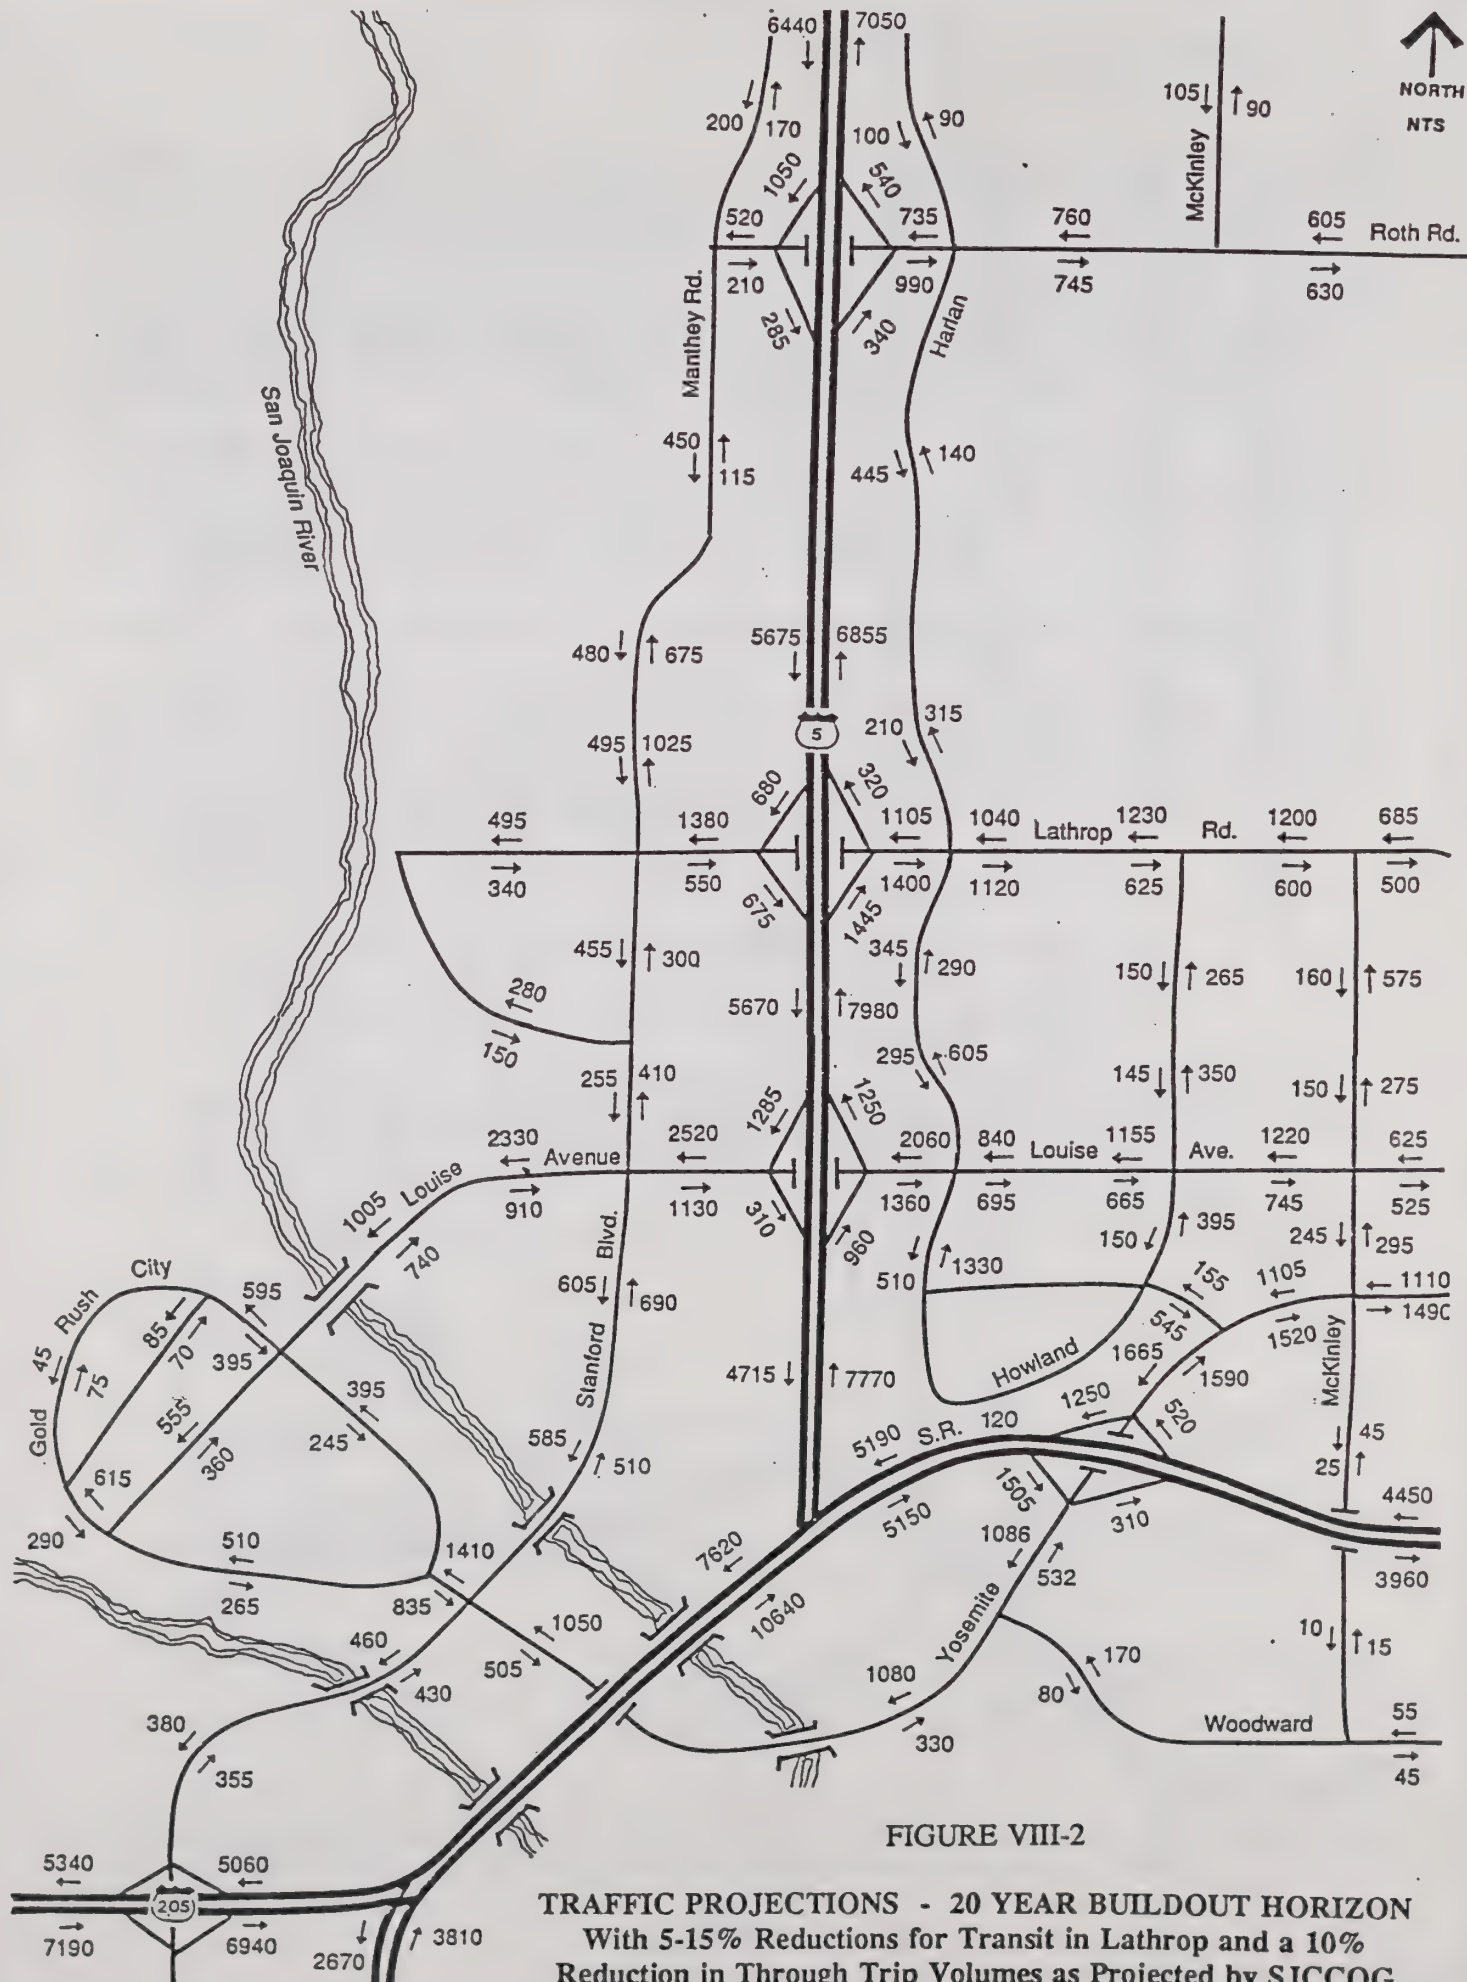 6440 7050
NORTH
NTS
105 90
McKinley
200 170 100 90
1050 540
520 735 760 605 Roth Rd.
210 990 745 630
285 340
Manthey Rd.
Harlan
San Joaquin River
450 115
445 140
480 675
5675 6855
5
210 315
495 1025
680 320
495 1380 1105 1040 Lathrop 1230 Rd. 1200 685
340 550 1400 1120 625 600 500
675 1445
455 300
345 290
150 265
160 575
280
150
5670 7980
295 605
255 410
145 350
150 275
1285 1250
2330 Avenue 2520 2060 840 Louise 1155 Ave. 1220 625
910 1130 1360 695 665 745 525
310 960
Louise
1005
740
Blvd.
150 395
245 295
605 690
510 1330
155 1105 1110
545 1520 1490
City
Rush
Gold
595
85 70
395
45 75
Stanford
4715 7770
Howland
1665 1590
McKinley
395
245
555 360
1250 520
5190 S.R. 120
5150
1505
310
45
25
4450
3960
585 510
615
290
510
265
1410
835
7620
10640
1086
532
Yosemite
460
430
1050
505
1080
330
170
80
10 15
Woodward
55
45
380
355
FIGURE VIII-2
5340 5060
205
7190 6940
2670 3810
TRAFFIC PROJECTIONS - 20 YEAR BUILDOUT HORIZON
With 5-15% Reductions for Transit in Lathrop and a 10%
Reduction in Through Trip Volumes as Projected by SJCCOG